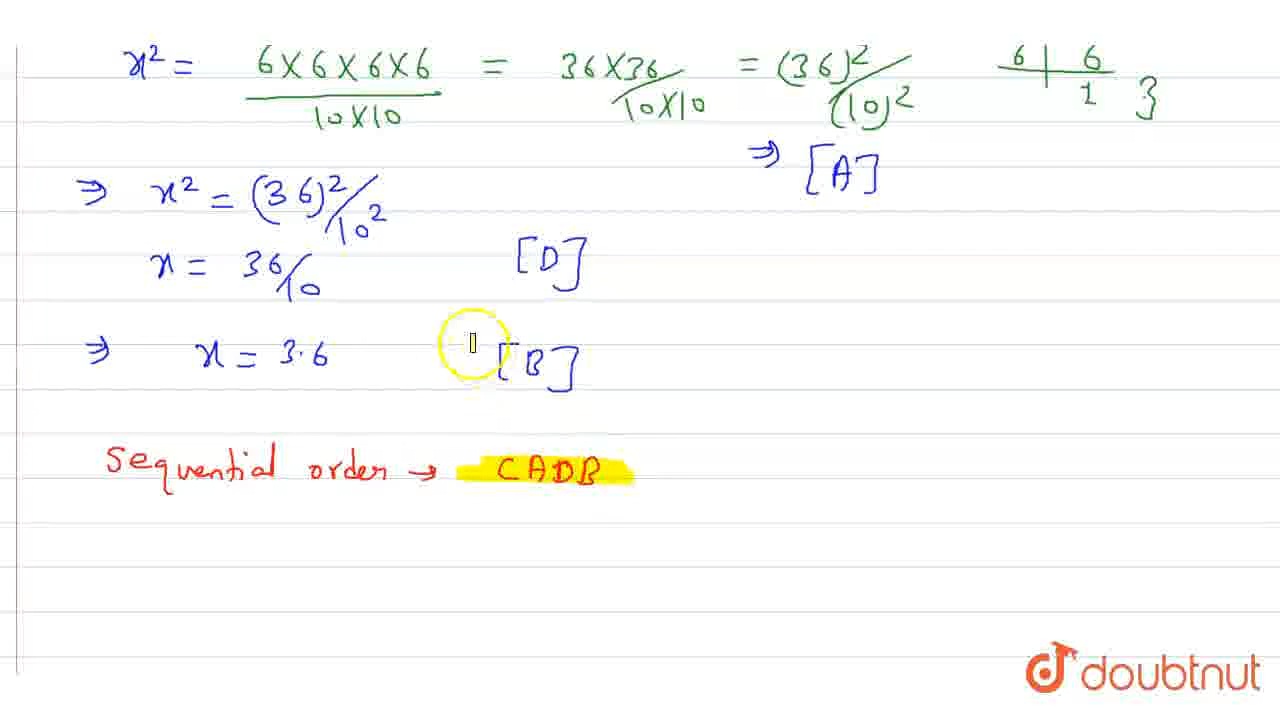 x² = 6×6×6×6 / 10×10 = 36×36 / 10×10 = (36)² / (10)² 6 | 6
1 }
⇒ [A]
⇒ x² = (36)² / 10²
x = 36/10 [D]
⇒ x = 3.6 [B]
Sequential order → CADB
doubtnut